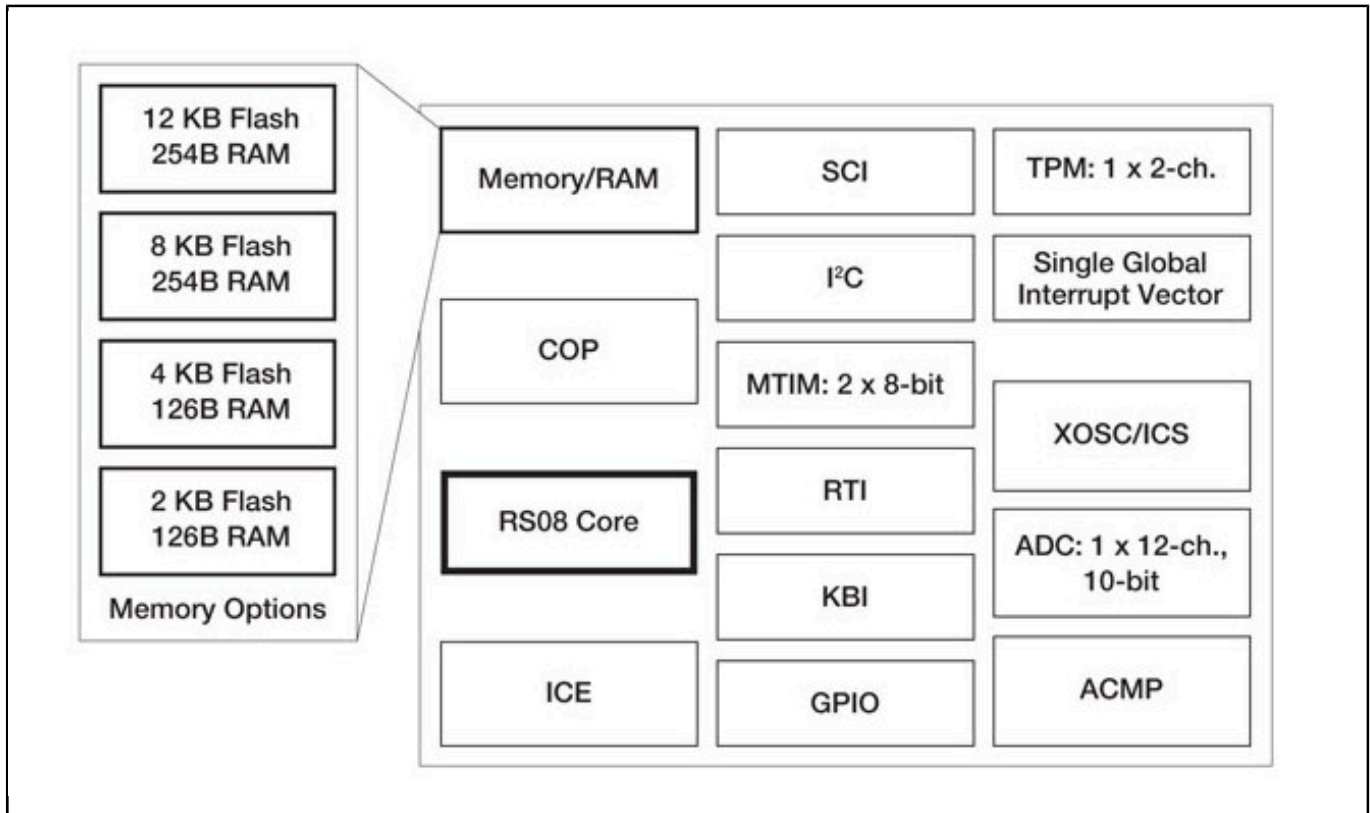 12 KB Flash
254B RAM
8 KB Flash
254B RAM
4 KB Flash
126B RAM
2 KB Flash
126B RAM
Memory Options
Memory/RAM
COP
RS08 Core
ICE
SCI
I²C
MTIM: 2 x 8-bit
RTI
KBI
GPIO
TPM: 1 x 2-ch.
Single Global
Interrupt Vector
XOSC/ICS
ADC: 1 x 12-ch.,
10-bit
ACMP